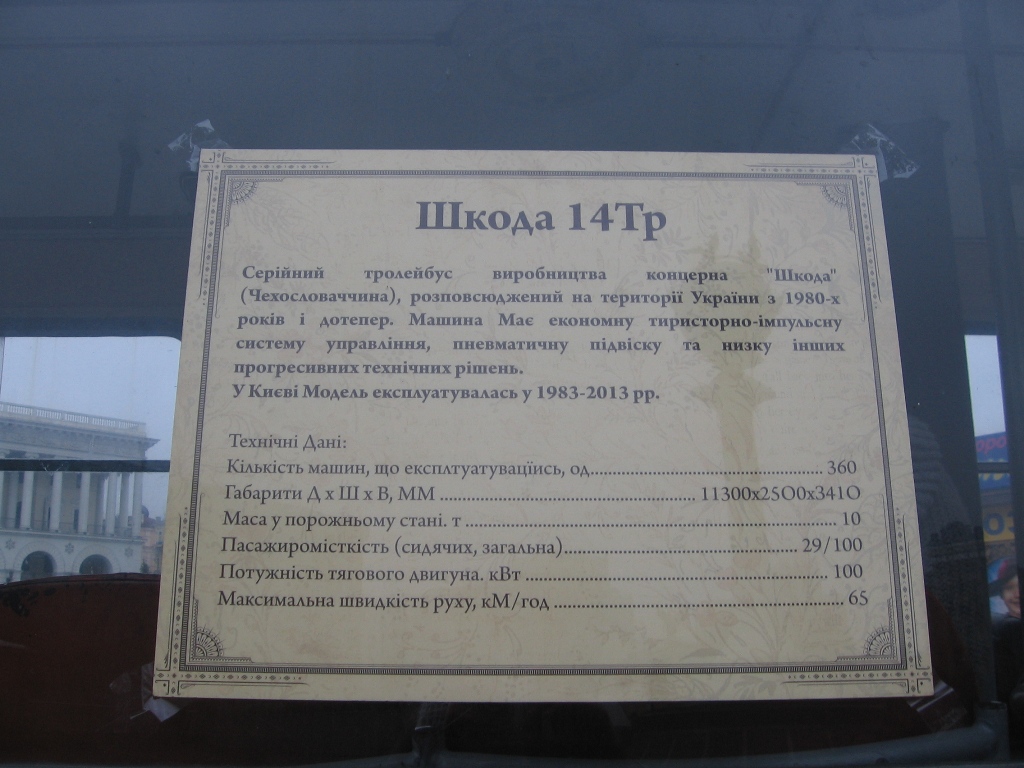 Шкода 14Тр
Серійний тролейбус виробництва концерна "Шкода"
(Чехословаччина), розповсюджений на території України з 1980-х
років і дотепер. Машина Має економну тиристорно-імпульсну
систему управління, пневматичну підвіску та низку інших
прогресивних технічних рішень.
У Києві Модель експлуатувалась у 1983-2013 рр.
Технічні Дані:
Кількість машин, що експлтуатувацїись, од.................................................. 360
Габарити Д х Ш х В, ММ ....................................................... 11300х25О0х341О
Маса у порожньому стані. т ................................................................................ 10
Пасажиромісткість (сидячих, загальна).................................................. 29/100
Потужність тягового двигуна. кВт ................................................................. 100
Максимальна швидкість руху, кМ/год ............................................................... 65